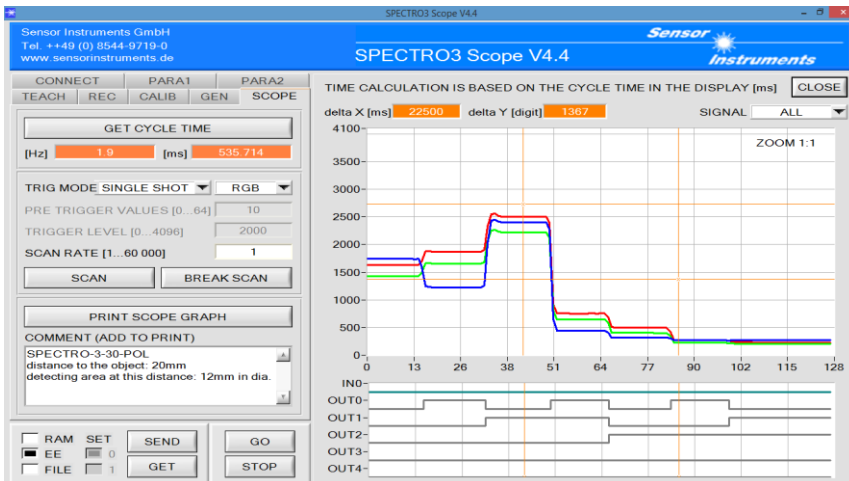 SPECTRO3 Scope V4.4
Sensor Instruments GmbH
Tel. ++49 (0) 8544-9719-0
www.sensorinstruments.de
SPECTRO3 Scope V4.4
Sensor
Instruments
CONNECT PARA1 PARA2
TEACH REC CALIB GEN SCOPE
GET CYCLE TIME
[Hz] 1.9 [ms] 535.714
TRIG MODE SINGLE SHOT RGB
PRE TRIGGER VALUES [0...64] 10
TRIGGER LEVEL [0...4096] 2000
SCAN RATE [1...60 000] 1
SCAN BREAK SCAN
PRINT SCOPE GRAPH
COMMENT (ADD TO PRINT)
SPECTRO-3-30-POL
distance to the object: 20mm
detecting area at this distance: 12mm in dia.
RAM SET SEND GO
EE 0
FILE 1 GET STOP
TIME CALCULATION IS BASED ON THE CYCLE TIME IN THE DISPLAY [ms] CLOSE
delta X [ms] 22500 delta Y [digit] 1367 SIGNAL ALL
ZOOM 1:1
4100
3500
3000
2500
2000
1500
1000
500
0
0 13 26 38 51 64 77 90 102 115 128
IN0
OUT0
OUT1
OUT2
OUT3
OUT4